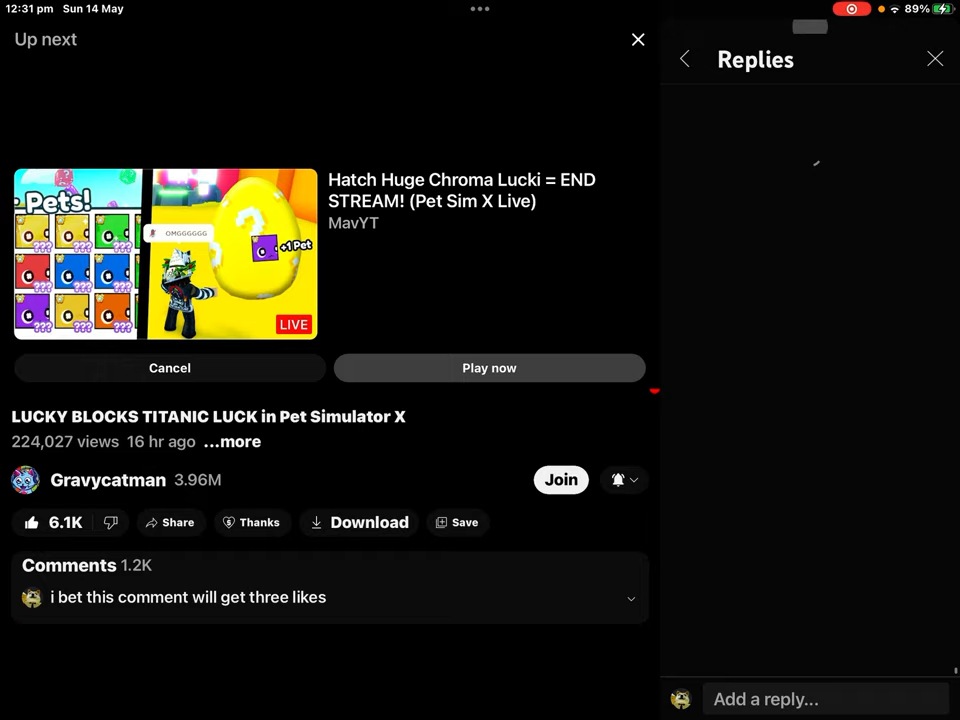 12:31 pm Sun 14 May
89%
Up next
Replies
Pets!
OMGGGGGG
+1 Pet
???
???
???
???
???
???
???
???
???
LIVE
Hatch Huge Chroma Lucki = END
STREAM! (Pet Sim X Live)
MavYT
Cancel
Play now
LUCKY BLOCKS TITANIC LUCK in Pet Simulator X
224,027 views 16 hr ago ...more
Gravycatman 3.96M
Join
6.1K
Share
Thanks
Download
Save
Comments 1.2K
i bet this comment will get three likes
Add a reply...